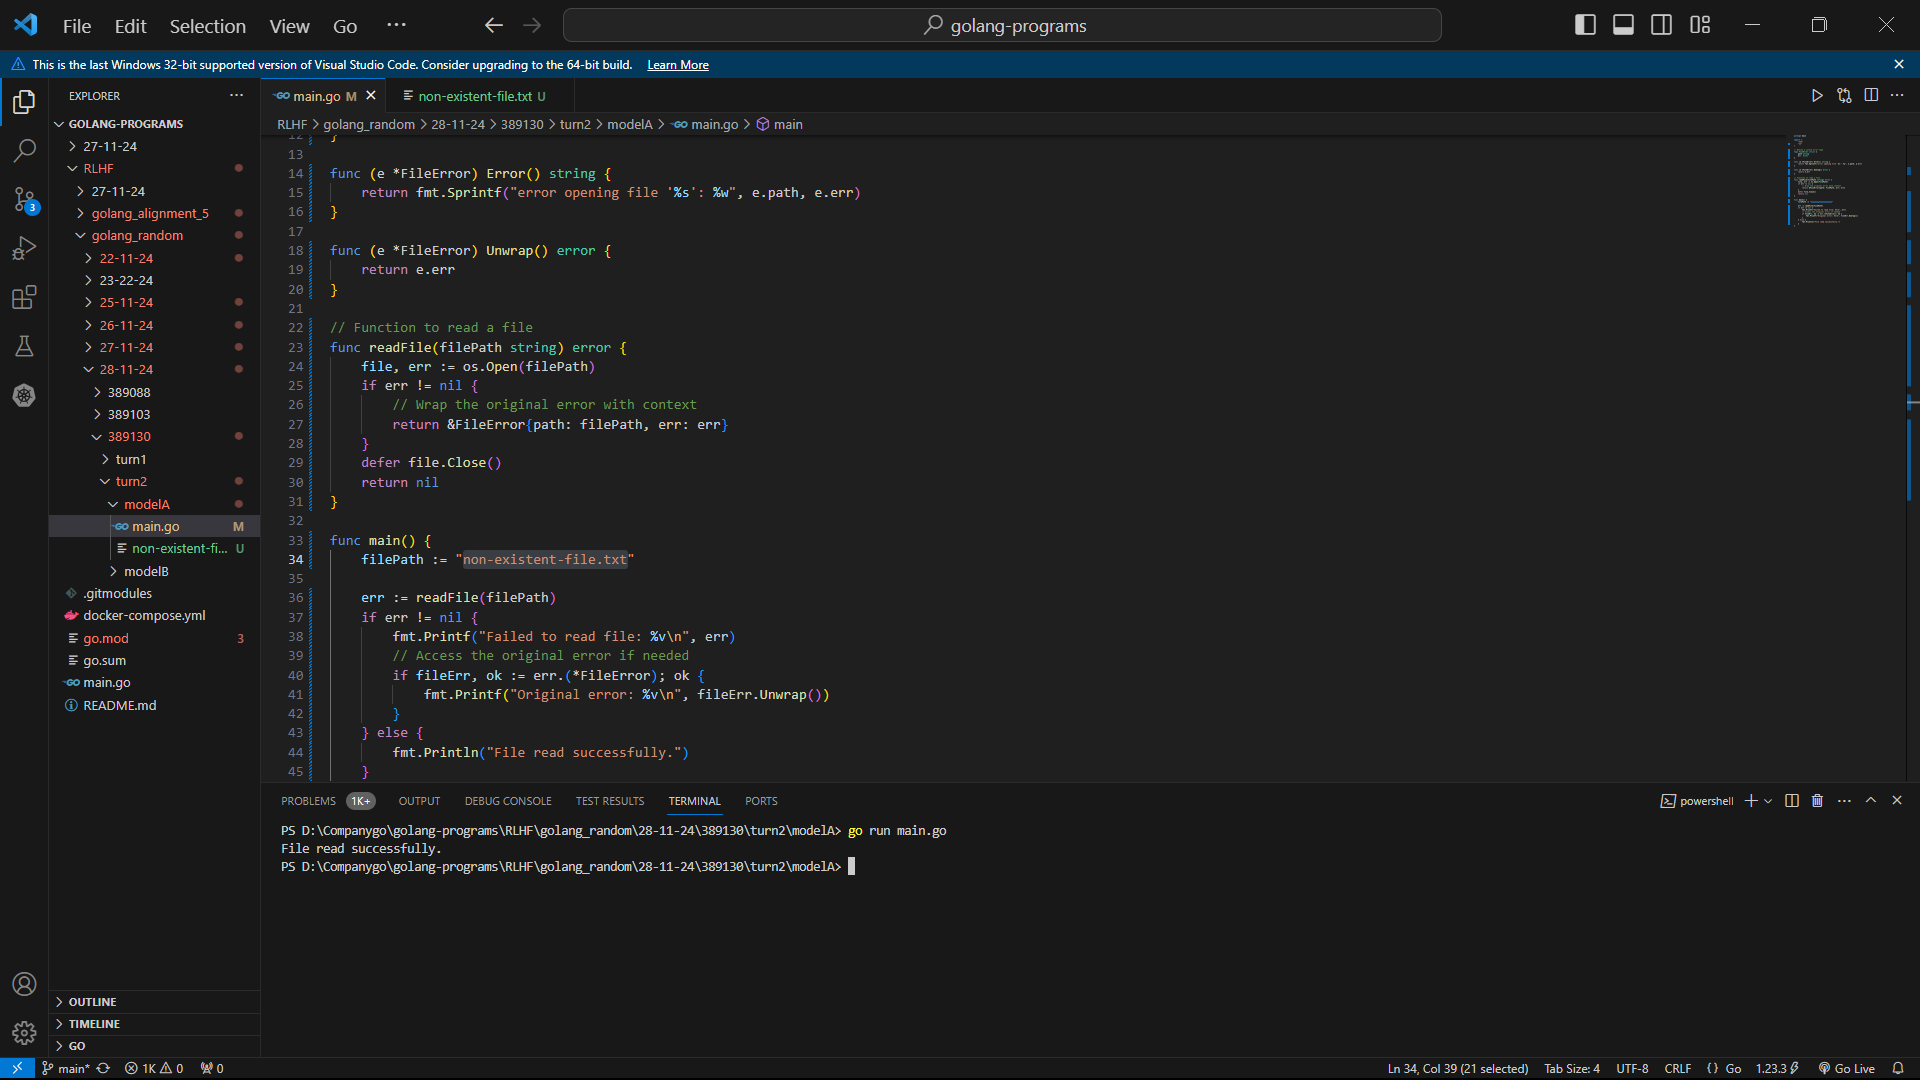 File Edit Selection View Go ··· golang-programs
This is the last Windows 32-bit supported version of Visual Studio Code. Consider upgrading to the 64-bit build. Learn More
EXPLORER ···
GOLANG-PROGRAMS
27-11-24
RLHF
27-11-24
golang_alignment_5
golang_random
22-11-24
23-22-24
25-11-24
26-11-24
27-11-24
28-11-24
389088
389103
389130
turn1
turn2
modelA
main.go M
non-existent-fi... U
modelB
.gitmodules
docker-compose.yml
go.mod 3
go.sum
main.go
README.md
OUTLINE
TIMELINE
GO
3
main.go M non-existent-file.txt U
RLHF > golang_random > 28-11-24 > 389130 > turn2 > modelA > main.go > main
12 }
13
14 func (e *FileError) Error() string {
15 return fmt.Sprintf("error opening file '%s': %w", e.path, e.err)
16 }
17
18 func (e *FileError) Unwrap() error {
19 return e.err
20 }
21
22 // Function to read a file
23 func readFile(filePath string) error {
24 file, err := os.Open(filePath)
25 if err != nil {
26 // Wrap the original error with context
27 return &FileError{path: filePath, err: err}
28 }
29 defer file.Close()
30 return nil
31 }
32
33 func main() {
34 filePath := "non-existent-file.txt"
35
36 err := readFile(filePath)
37 if err != nil {
38 fmt.Printf("Failed to read file: %v\n", err)
39 // Access the original error if needed
40 if fileErr, ok := err.(*FileError); ok {
41 fmt.Printf("Original error: %v\n", fileErr.Unwrap())
42 }
43 } else {
44 fmt.Println("File read successfully.")
45 }
PROBLEMS 1K+ OUTPUT DEBUG CONSOLE TEST RESULTS TERMINAL PORTS powershell
PS D:\Companygo\golang-programs\RLHF\golang_random\28-11-24\389130\turn2\modelA> go run main.go
File read successfully.
PS D:\Companygo\golang-programs\RLHF\golang_random\28-11-24\389130\turn2\modelA>
main* 1K 0 0 Ln 34, Col 39 (21 selected) Tab Size: 4 UTF-8 CRLF {} Go 1.23.3 Go Live